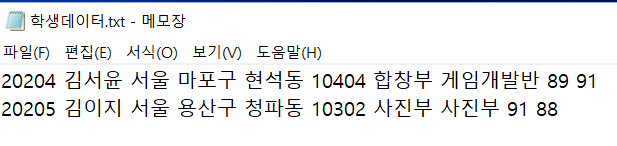 학생데이터.txt - 메모장
파일(F) 편집(E) 서식(O) 보기(V) 도움말(H)
20204 김서윤 서울 마포구 현석동 10404 합창부 게임개발반 89 91
20205 김이지 서울 용산구 청파동 10302 사진부 사진부 91 88